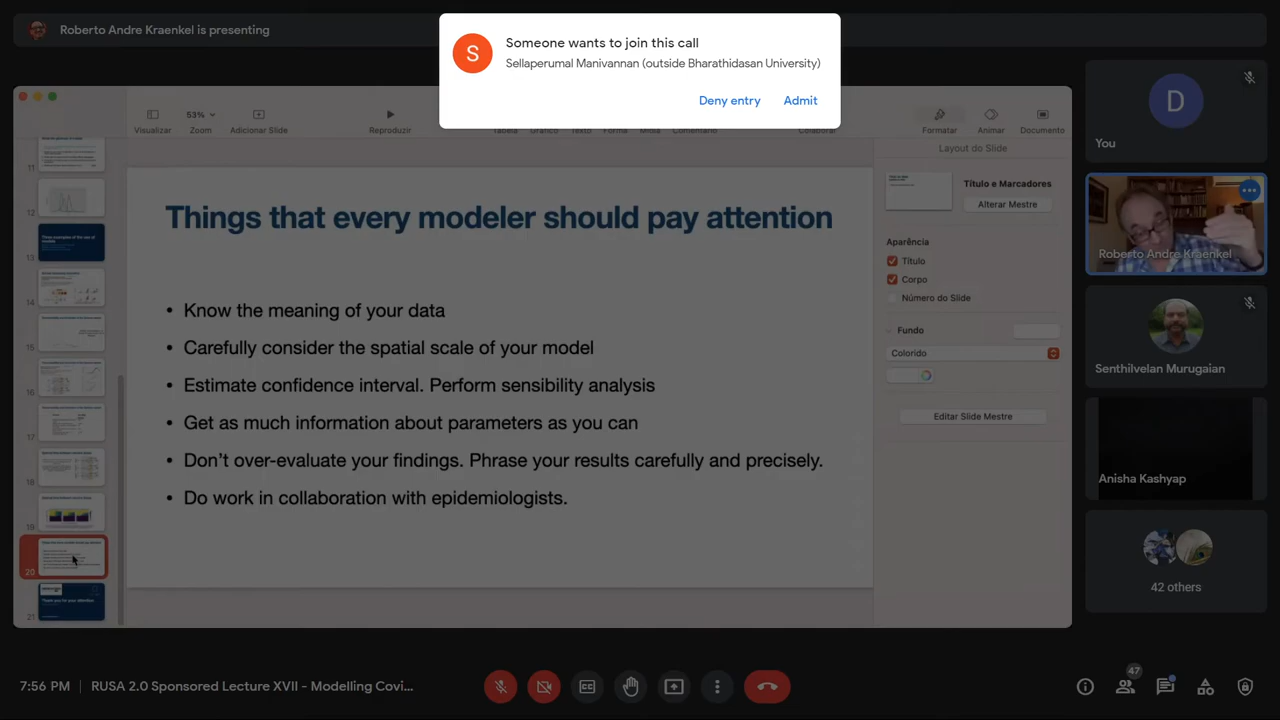 Roberto Andre Kraenkel is presenting
S
Someone wants to join this call
Sellaperumal Manivannan (outside Bharathidasan University)
Deny entry
Admit
53%
Visualizar
Zoom
Adicionar Slide
Reproduzir
Tabela
Gráfico
Texto
Forma
Mídia
Comentário
Colaborar
Formatar
Animar
Documento
11
12
13
14
15
16
17
18
19
20
21
Things that every modeler should pay attention
• Know the meaning of your data
• Carefully consider the spatial scale of your model
• Estimate confidence interval. Perform sensibility analysis
• Get as much information about parameters as you can
• Don't over-evaluate your findings. Phrase your results carefully and precisely.
• Do work in collaboration with epidemiologists.
Layout do Slide
Título e Marcadores
Alterar Mestre
Aparência
Título
Corpo
Número do Slide
Fundo
Colorido
Editar Slide Mestre
D
You
Roberto Andre Kraenkel
Senthilvelan Murugaian
Anisha Kashyap
42 others
7:56 PM
RUSA 2.0 Sponsored Lecture XVII - Modelling Covi...
47